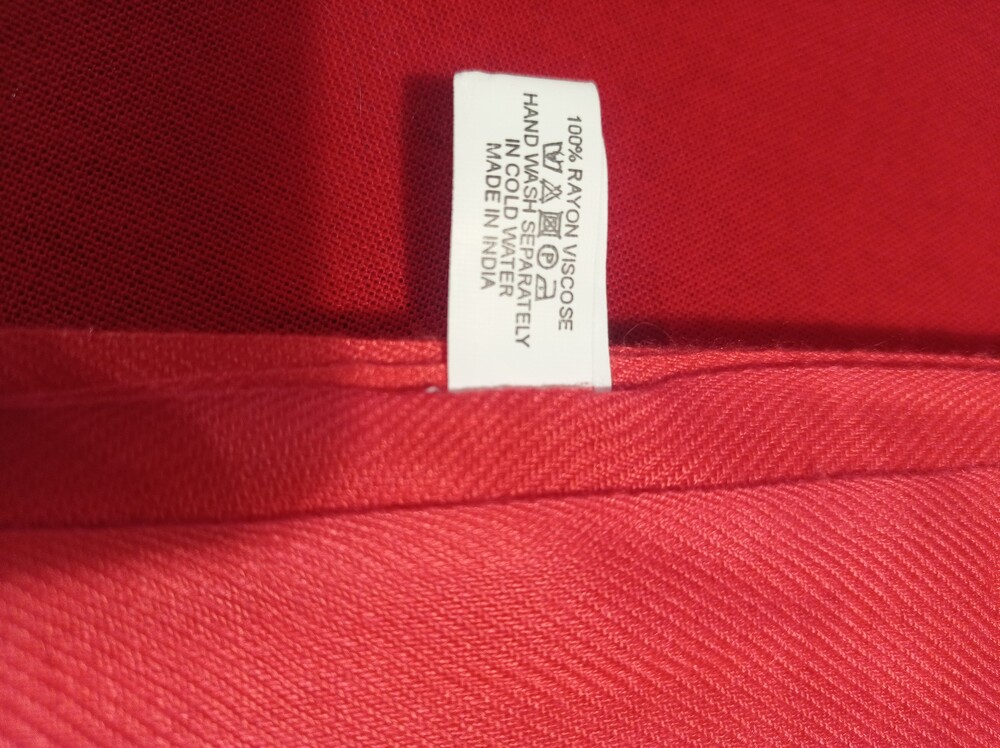 100% RAYON VISCOSE
P
HAND WASH SEPARATELY
IN COLD WATER
MADE IN INDIA